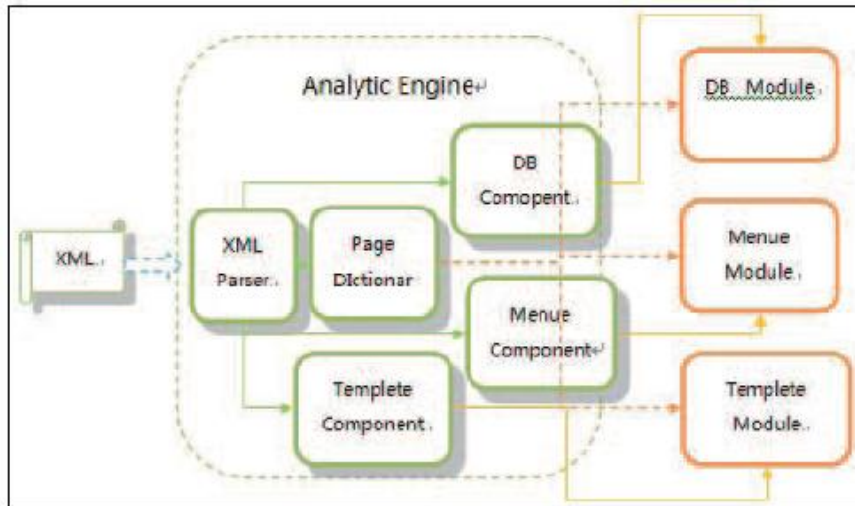 Analytic Engine
DB Module
DB
Comopent
XML
XML
Parser
Page
DIctionar
Menue
Module
Menue
Component
Templete
Component
Templete
Module